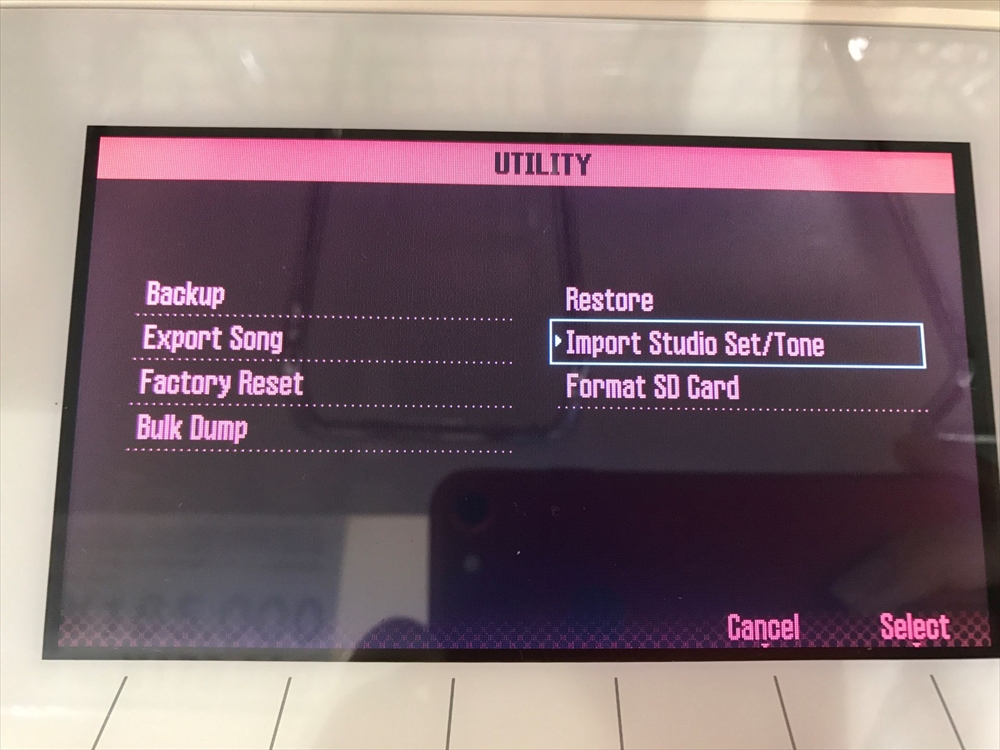 UTILITY
Backup
Export Song
Factory Reset
Bulk Dump
Restore
Import Studio Set/Tone
Format SD Card
Cancel
Select